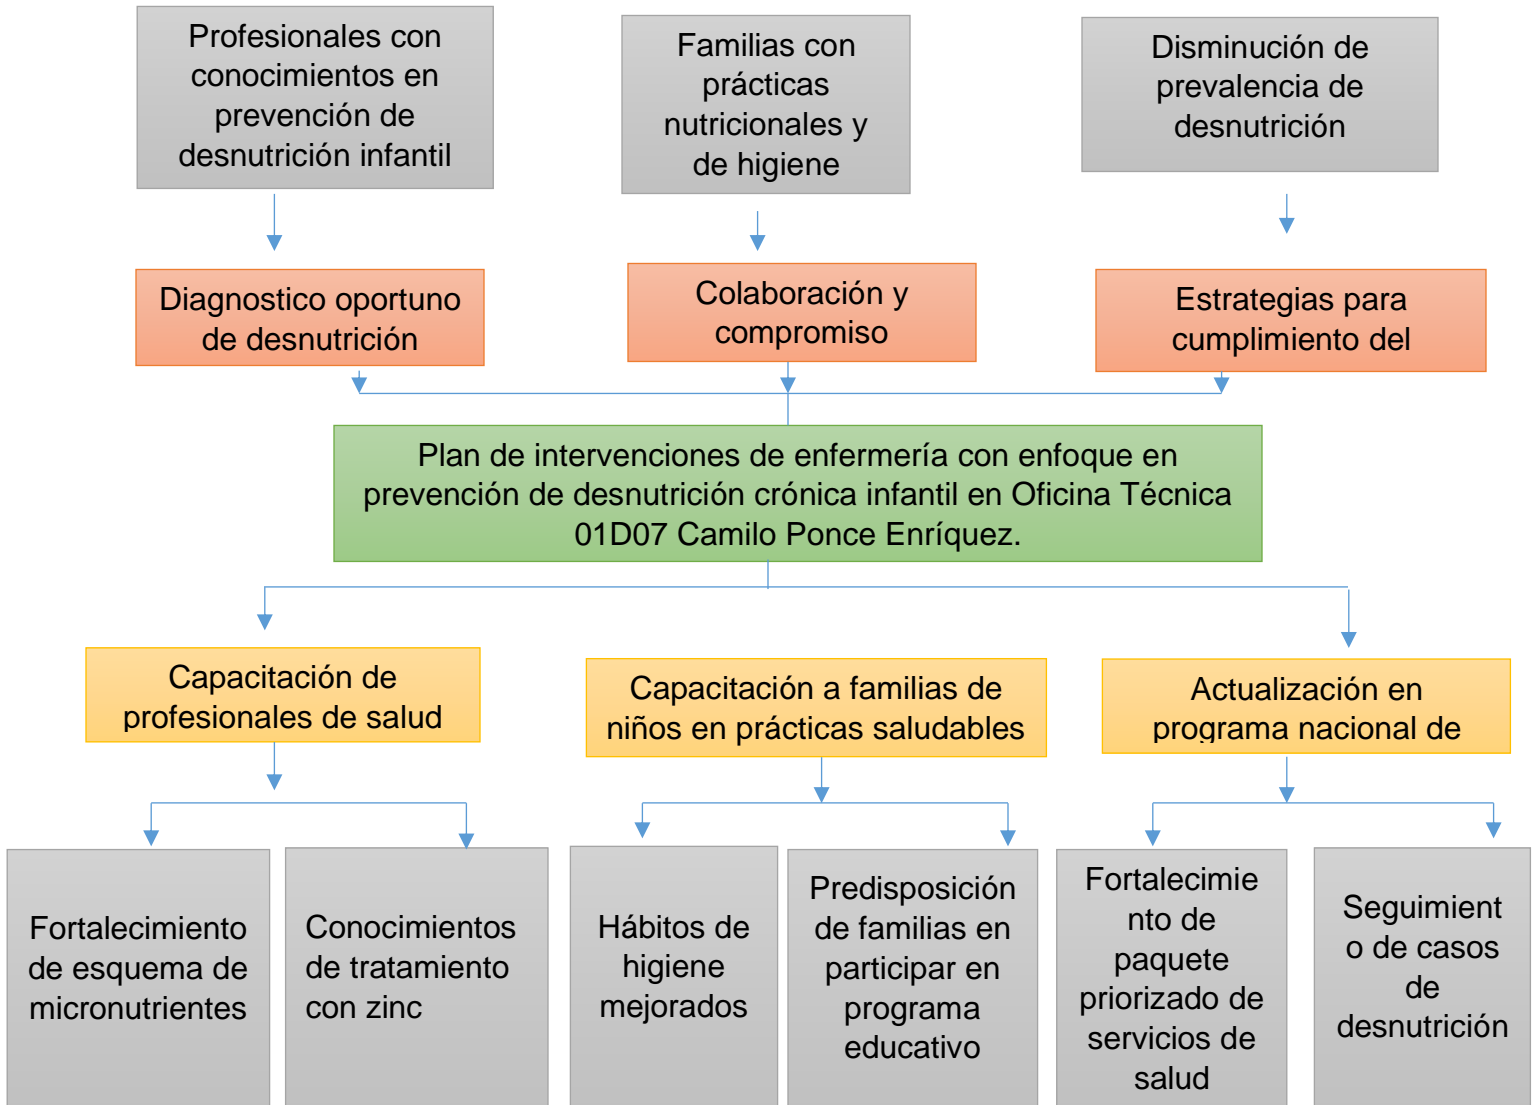 Profesionales con
conocimientos en
prevención de
desnutrición infantil
Familias con
prácticas
nutricionales y
de higiene
Disminución de
prevalencia de
desnutrición
Diagnostico oportuno
de desnutrición
Colaboración y
compromiso
Estrategias para
cumplimiento del
Plan de intervenciones de enfermería con enfoque en
prevención de desnutrición crónica infantil en Oficina Técnica
01D07 Camilo Ponce Enríquez.
Capacitación de
profesionales de salud
Capacitación a familias de
niños en prácticas saludables
Actualización en
programa nacional de
Fortalecimiento
de esquema de
micronutrientes
Conocimientos
de tratamiento
con zinc
Hábitos de
higiene
mejorados
Predisposición
de familias en
participar en
programa
educativo
Fortalecimie
nto de
paquete
priorizado de
servicios de
salud
Seguimient
o de casos
de
desnutrición